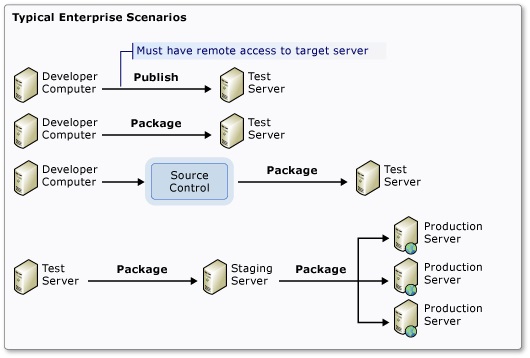 Typical Enterprise Scenarios
Must have remote access to target server
Developer
Computer
Publish
Test
Server
Developer
Computer
Package
Test
Server
Developer
Computer
Source
Control
Package
Test
Server
Test
Server
Package
Staging
Server
Package
Production
Server
Production
Server
Production
Server